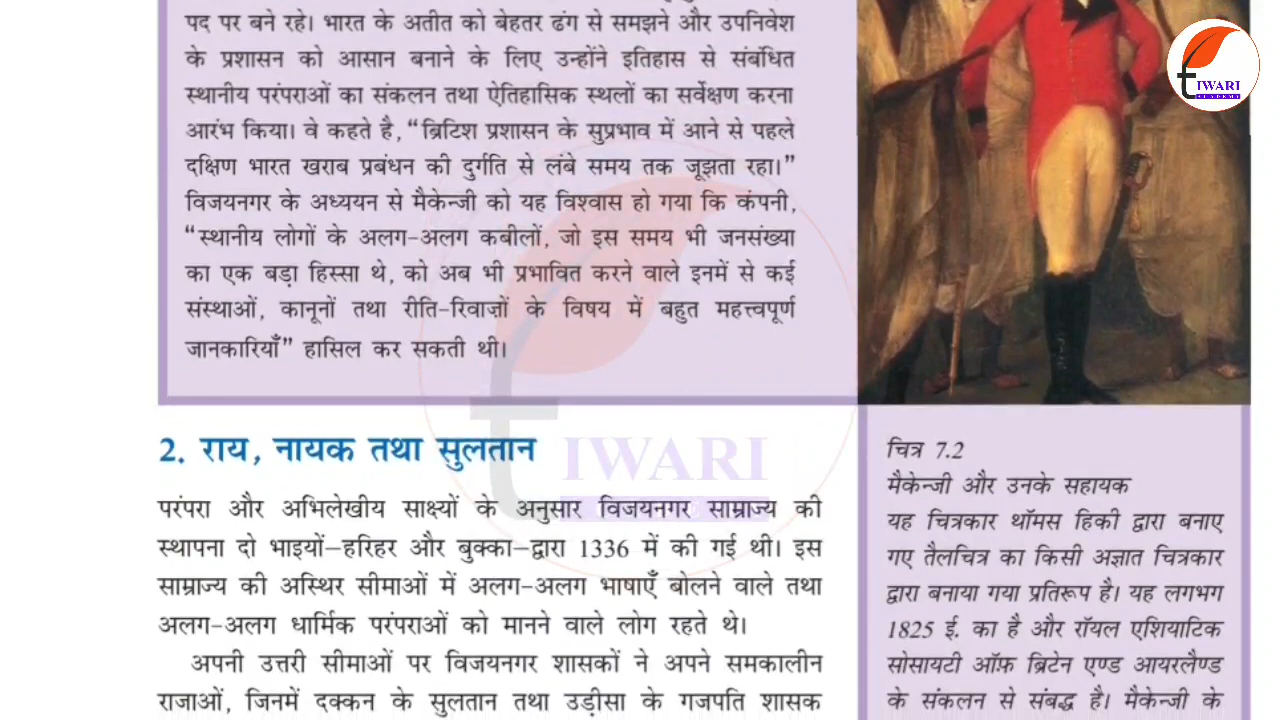 पद पर बने रहे। भारत के अतीत को बेहतर ढंग से समझने और उपनिवेश
के प्रशासन को आसान बनाने के लिए उन्होंने इतिहास से संबंधित
स्थानीय परंपराओं का संकलन तथा ऐतिहासिक स्थलों का सर्वेक्षण करना
आरंभ किया। वे कहते है, “ब्रिटिश प्रशासन के सुप्रभाव में आने से पहले
दक्षिण भारत खराब प्रबंधन की दुर्गति से लंबे समय तक जूझता रहा।”
विजयनगर के अध्ययन से मैकेन्जी को यह विश्वास हो गया कि कंपनी,
“स्थानीय लोगों के अलग-अलग कबीलों, जो इस समय भी जनसंख्या
का एक बड़ा हिस्सा थे, को अब भी प्रभावित करने वाले इनमें से कई
संस्थाओं, कानूनों तथा रीति-रिवाज़ों के विषय में बहुत महत्त्वपूर्ण
जानकारियाँ” हासिल कर सकती थी।
2. राय, नायक तथा सुलतान
परंपरा और अभिलेखीय साक्ष्यों के अनुसार विजयनगर साम्राज्य की
स्थापना दो भाइयों—हरिहर और बुक्का—द्वारा 1336 में की गई थी। इस
साम्राज्य की अस्थिर सीमाओं में अलग-अलग भाषाएँ बोलने वाले तथा
अलग-अलग धार्मिक परंपराओं को मानने वाले लोग रहते थे।
अपनी उत्तरी सीमाओं पर विजयनगर शासकों ने अपने समकालीन
राजाओं, जिनमें दक्कन के सुलतान तथा उड़ीसा के गजपति शासक
चित्र 7.2
मैकेन्जी और उनके सहायक
यह चित्रकार थॉमस हिकी द्वारा बनाए
गए तैलचित्र का किसी अज्ञात चित्रकार
द्वारा बनाया गया प्रतिरूप है। यह लगभग
1825 ई. का है और रॉयल एशियाटिक
सोसायटी ऑफ़ ब्रिटेन एण्ड आयरलैण्ड
के संकलन से संबद्ध है। मैकेन्जी के
TIWARI
ACADEMY
TIWARI